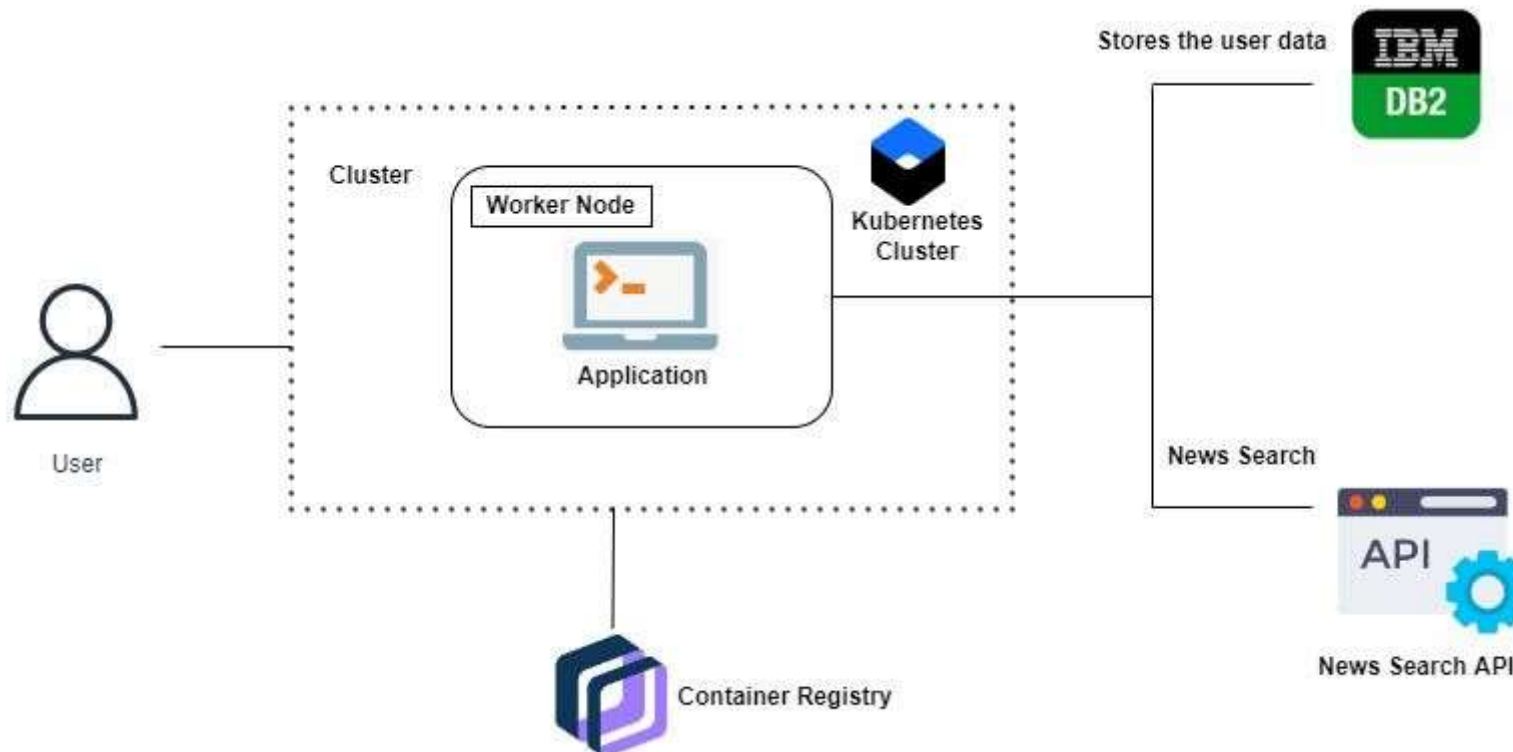 Stores the user data
IBM
DB2
Cluster
Worker Node
Kubernetes
Cluster
Application
User
News Search
API
News Search API
Container Registry